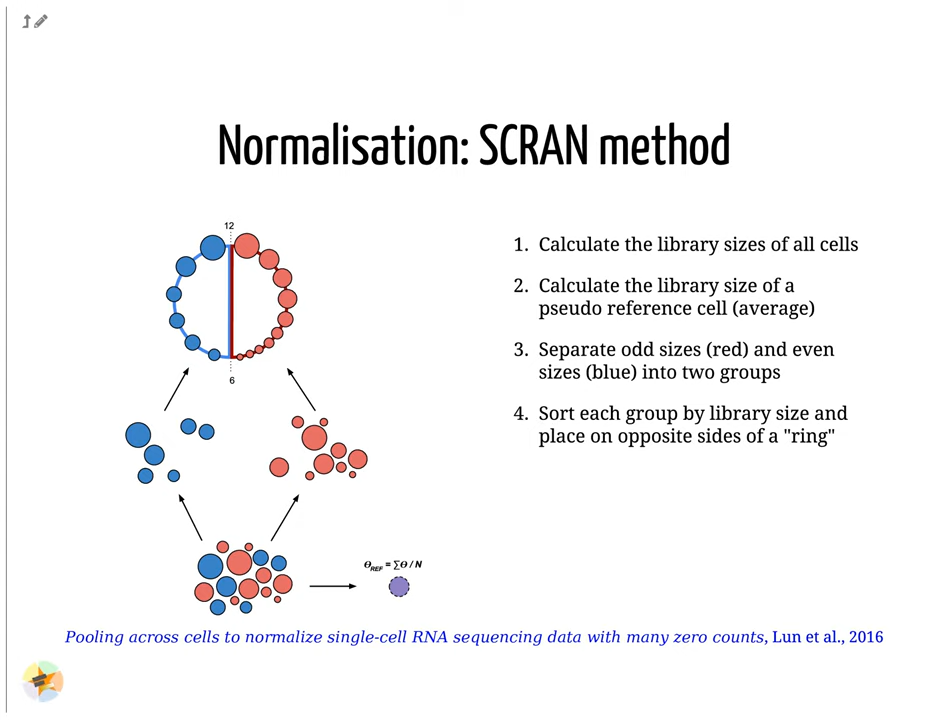 Normalisation: SCRAN method
12
6
1. Calculate the library sizes of all cells
2. Calculate the library size of a
pseudo reference cell (average)
3. Separate odd sizes (red) and even
sizes (blue) into two groups
4. Sort each group by library size and
place on opposite sides of a "ring"
ϴREF = ∑ϴ / N
Pooling across cells to normalize single-cell RNA sequencing data with many zero counts, Lun et al., 2016